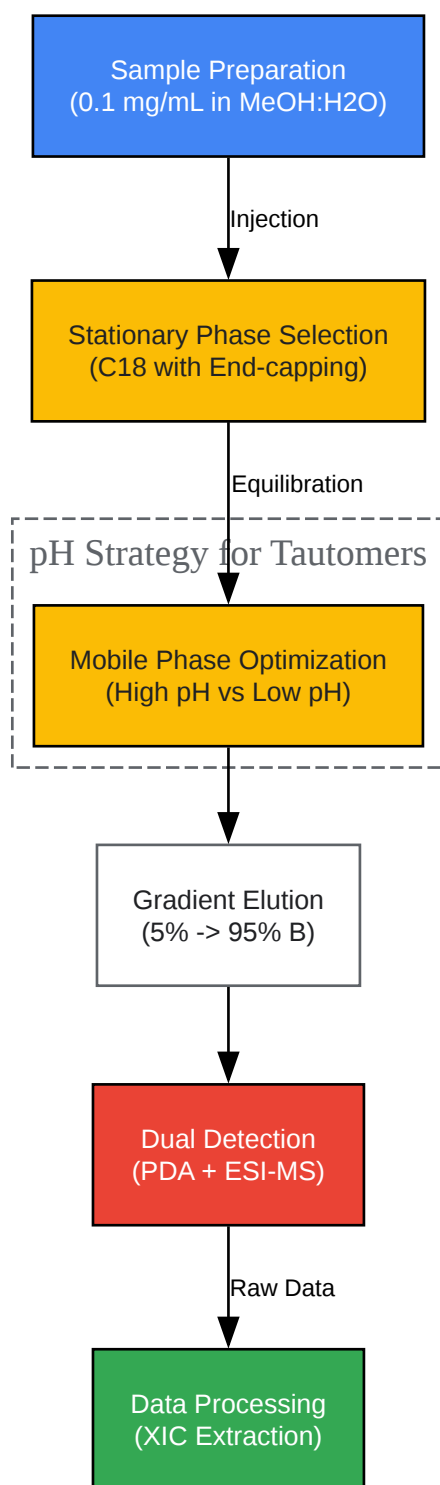 Sample Preparation
(0.1 mg/mL in MeOH:H2O)
Injection
Stationary Phase Selection
(C18 with End-capping)
Equilibration
pH Strategy for Tautomers
Mobile Phase Optimization
(High pH vs Low pH)
Gradient Elution
(5% -> 95% B)
Dual Detection
(PDA + ESI-MS)
Raw Data
Data Processing
(XIC Extraction)